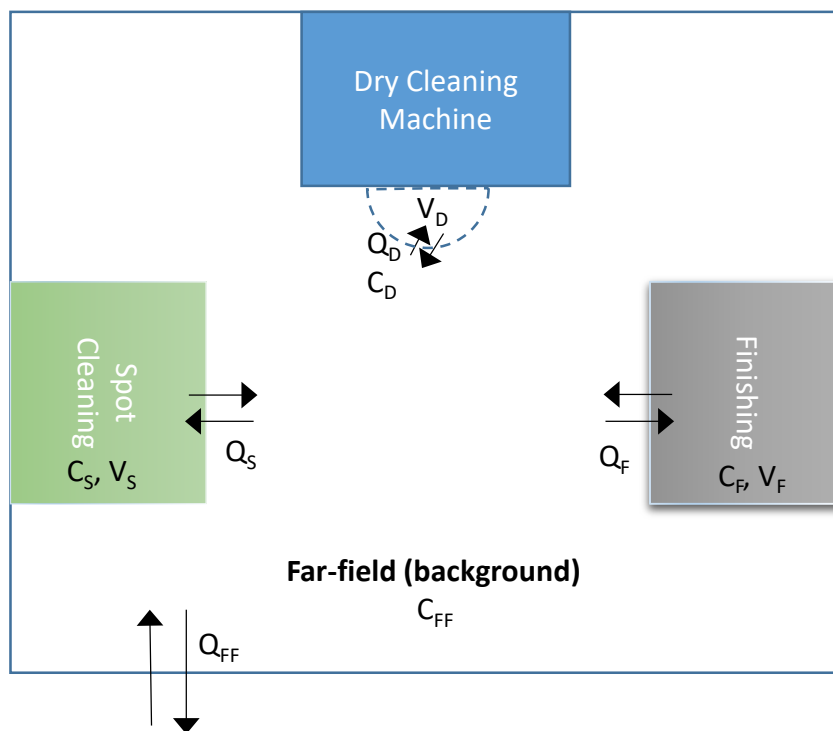 Dry Cleaning
Machine
V_D
Q_D
C_D
Spot
Cleaning
C_S, V_S
Q_S
Finishing
C_F, V_F
Q_F
Far-field (background)
C_FF
Q_FF